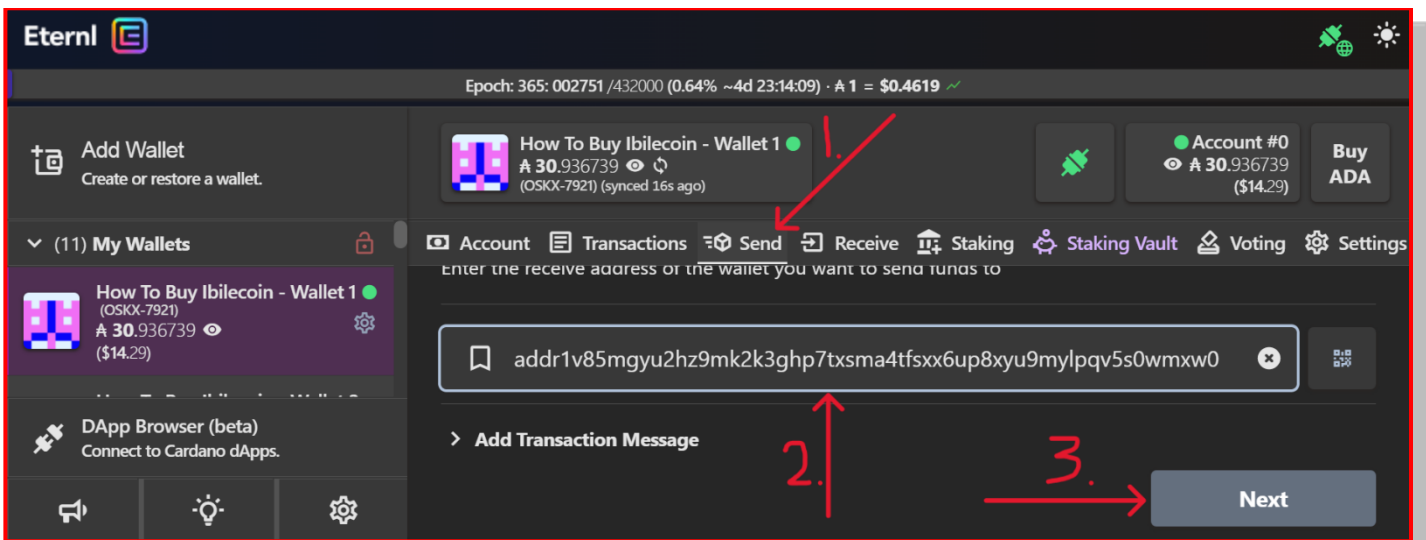 Eternl
Epoch: 365: 002751 /432000 (0.64% ~4d 23:14:09) · ₳ 1 = $0.4619
Add Wallet
Create or restore a wallet.
How To Buy Ibilecoin - Wallet 1
₳ 30.936739
(OSKX-7921) (synced 16s ago)
Account #0
₳ 30.936739
($14.29)
Buy
ADA
1.
(11) My Wallets
Account Transactions Send Receive Staking Staking Vault Voting Settings
Enter the receive address of the wallet you want to send funds to
How To Buy Ibilecoin - Wallet 1
(OSKX-7921)
₳ 30.936739
($14.29)
addr1v85mgyu2hz9mk2k3ghp7txsma4tfsxx6up8xyu9mylpqv5s0wmxw0
DApp Browser (beta)
Connect to Cardano dApps.
Add Transaction Message
2.
3.
Next